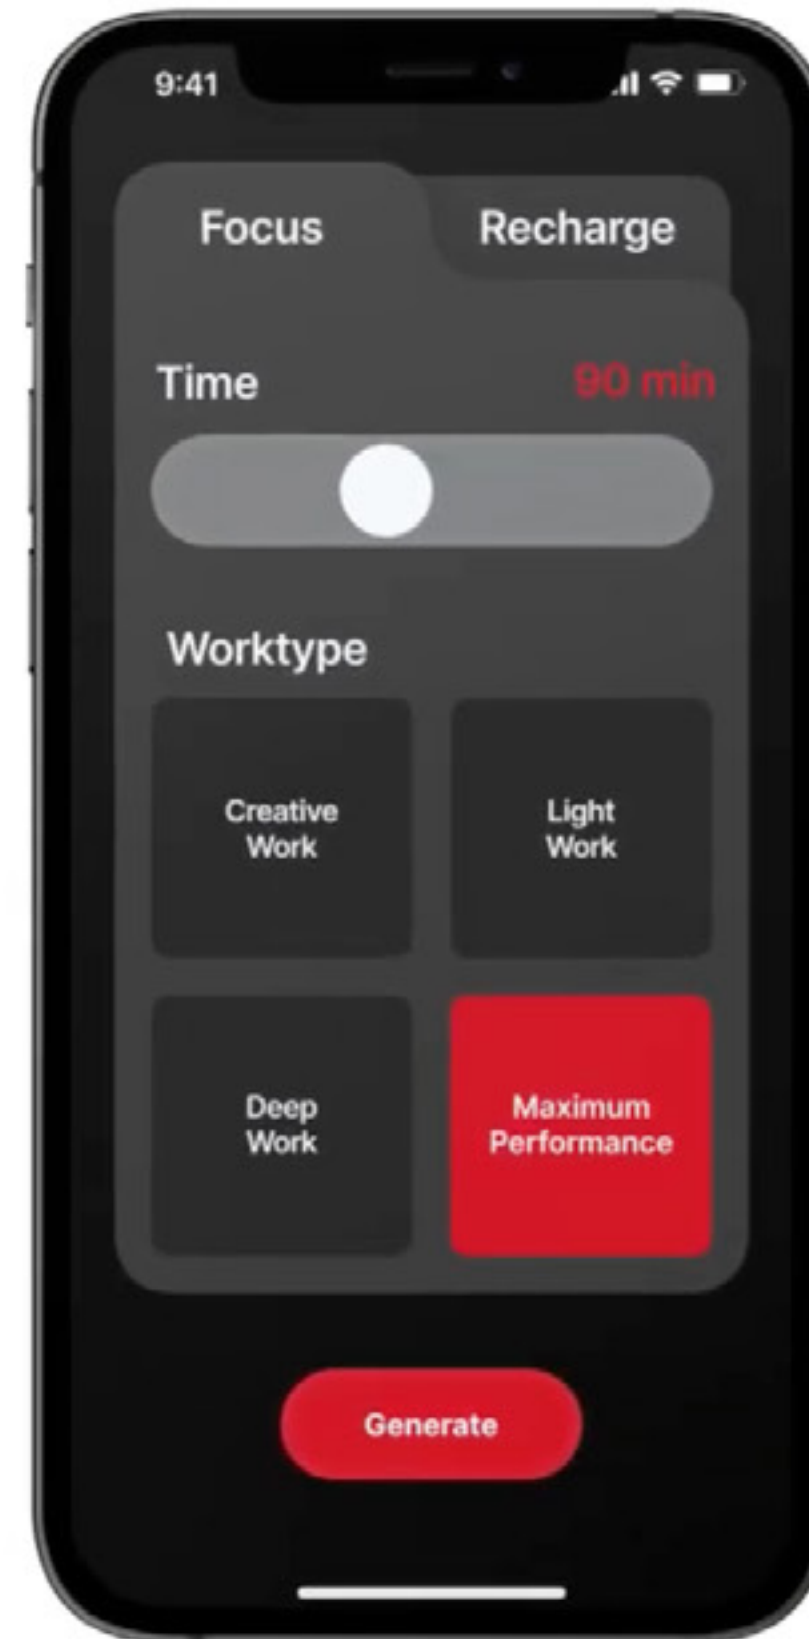 9:41
Focus
Recharge
Time
90 min
Worktype
Creative
Work
Light
Work
Deep
Work
Maximum
Performance
Generate